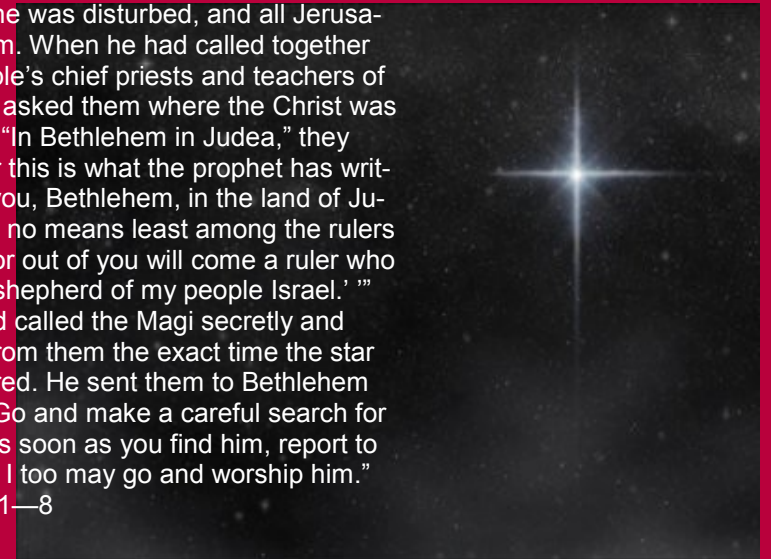 he was disturbed, and all Jerusa-
m. When he had called together
ple’s chief priests and teachers of
asked them where the Christ was
“In Bethlehem in Judea,” they
r this is what the prophet has writ-
you, Bethlehem, in the land of Ju-
no means least among the rulers
or out of you will come a ruler who
shepherd of my people Israel.’ ’”
d called the Magi secretly and
rom them the exact time the star
red. He sent them to Bethlehem
Go and make a careful search for
s soon as you find him, report to
I too may go and worship him.”
1—8